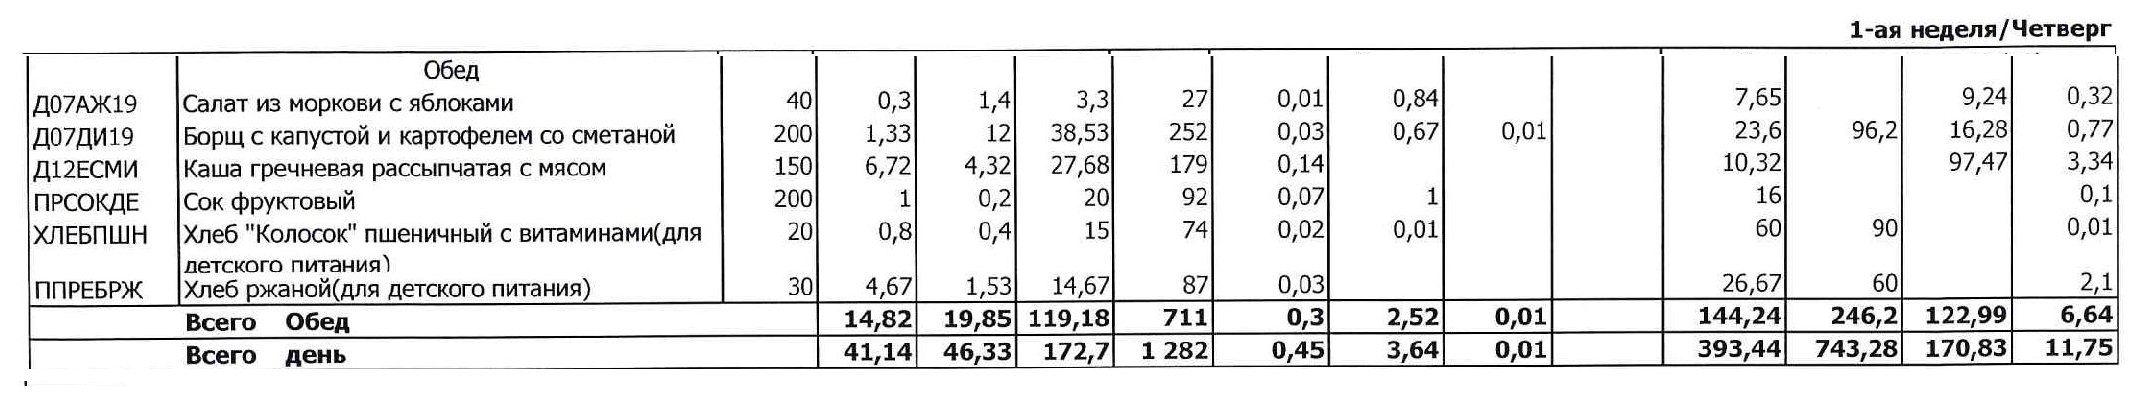 1-ая неделя/Четверг
Обед
Д07АЖ19 Салат из моркови с яблоками 40 0,3 1,4 3,3 27 0,01 0,84 7,65 9,24 0,32
Д07ДИ19 Борщ с капустой и картофелем со сметаной 200 1,33 12 38,53 252 0,03 0,67 0,01 23,6 96,2 16,28 0,77
Д12ЕСМИ Каша гречневая рассыпчатая с мясом 150 6,72 4,32 27,68 179 0,14 10,32 97,47 3,34
ПРСОКДЕ Сок фруктовый 200 1 0,2 20 92 0,07 1 16 0,1
ХЛЕБПШН Хлеб "Колосок" пшеничный с витаминами(для 20 0,8 0,4 15 74 0,02 0,01 60 90 0,01
детского питания)
ППРЕБРЖ Хлеб ржаной(для детского питания) 30 4,67 1,53 14,67 87 0,03 26,67 60 2,1
Всего Обед 14,82 19,85 119,18 711 0,3 2,52 0,01 144,24 246,2 122,99 6,64
Всего день 41,14 46,33 172,7 1 282 0,45 3,64 0,01 393,44 743,28 170,83 11,75